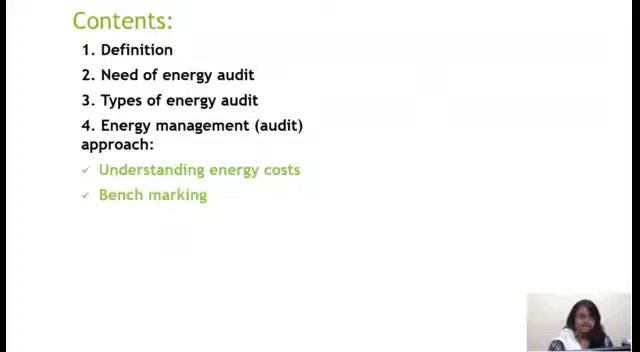 Contents:
1. Definition
2. Need of energy audit
3. Types of energy audit
4. Energy management (audit)
approach:
✓ Understanding energy costs
✓ Bench marking